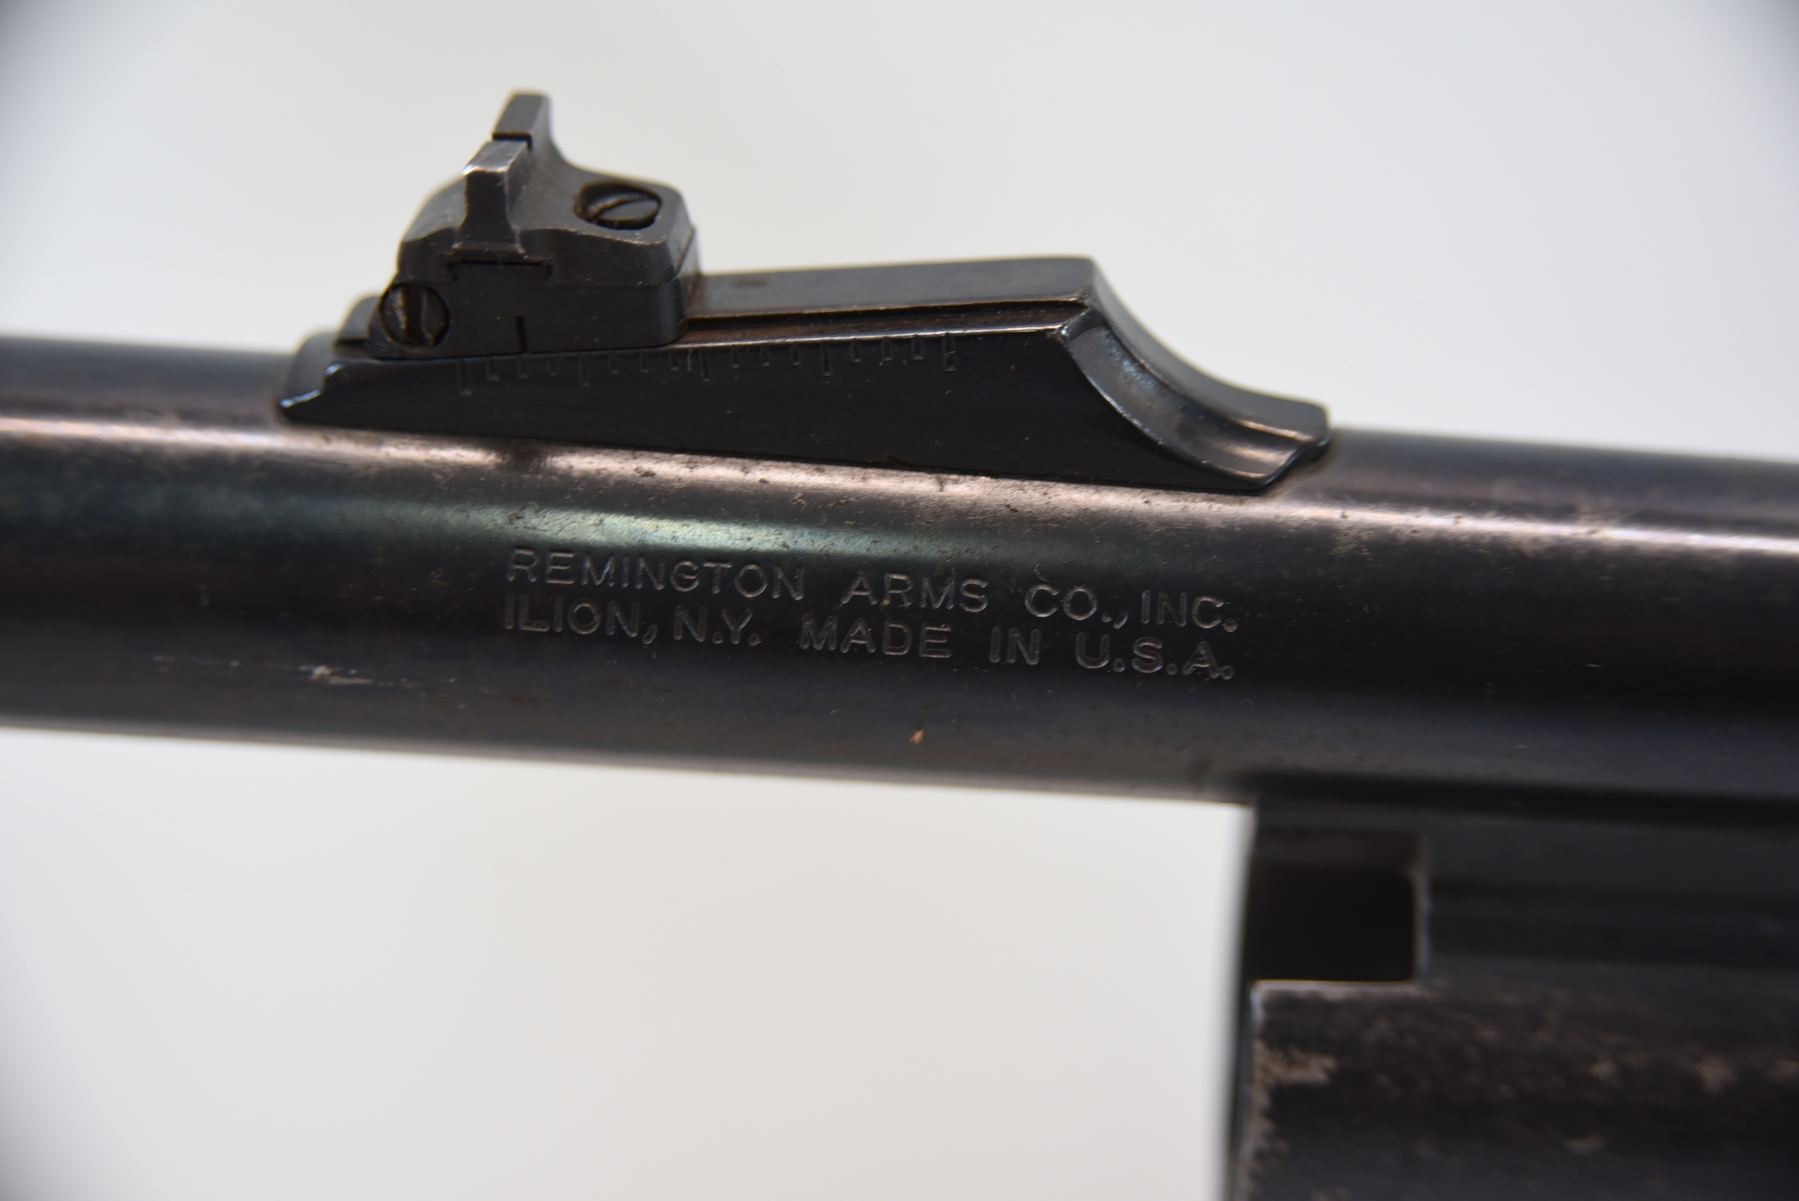 REMINGTON ARMS CO., INC.
ILION, N.Y. MADE IN U.S.A.